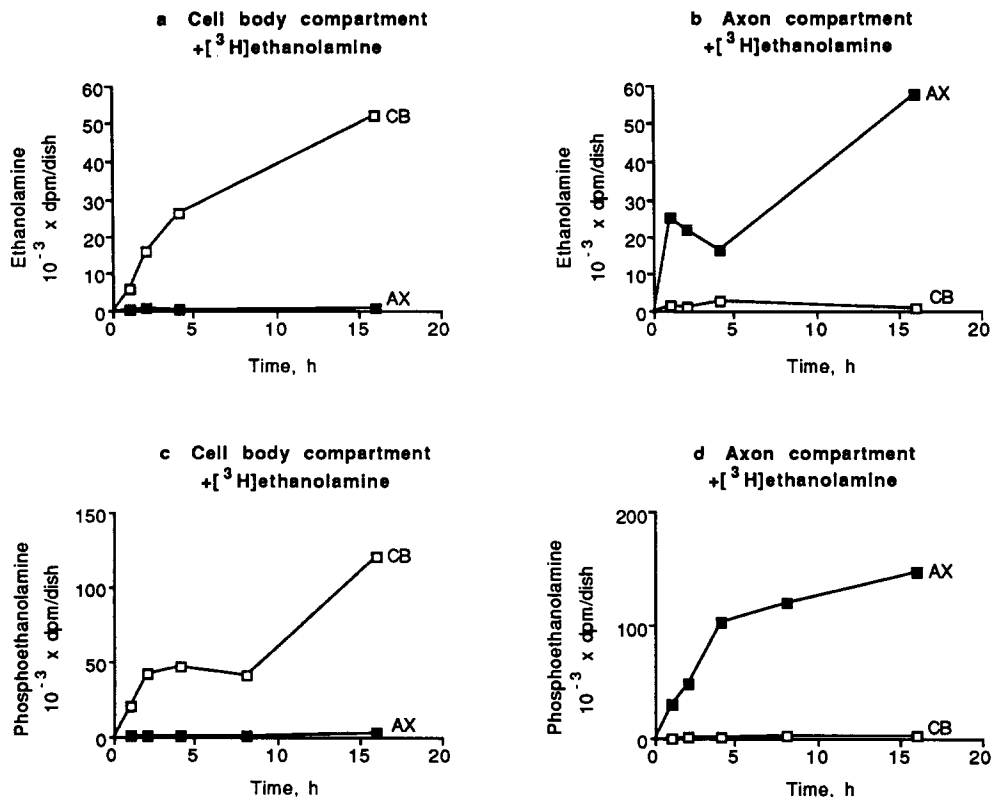 a Cell body compartment
+[³H]ethanolamine
Ethanolamine
10⁻³ x dpm/dish
60
50
40
30
20
10
0
CB
AX
0 5 10 15 20
Time, h
b Axon compartment
+[³H]ethanolamine
Ethanolamine
10⁻³ x dpm/dish
60
50
40
30
20
10
0
AX
CB
0 5 10 15 20
Time, h
c Cell body compartment
+[³H]ethanolamine
Phosphoethanolamine
10⁻³ x dpm/dish
150
100
50
0
CB
AX
0 5 10 15 20
Time, h
d Axon compartment
+[³H]ethanolamine
Phosphoethanolamine
10⁻³ x dpm/dish
200
100
0
AX
CB
0 5 10 15 20
Time, h